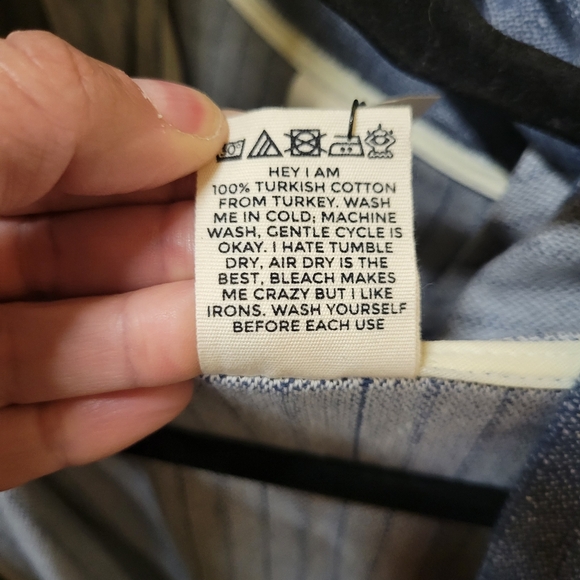 HEY I AM
100% TURKISH COTTON
FROM TURKEY. WASH
ME IN COLD; MACHINE
WASH, GENTLE CYCLE IS
OKAY. I HATE TUMBLE
DRY, AIR DRY IS THE
BEST, BLEACH MAKES
ME CRAZY BUT I LIKE
IRONS. WASH YOURSELF
BEFORE EACH USE